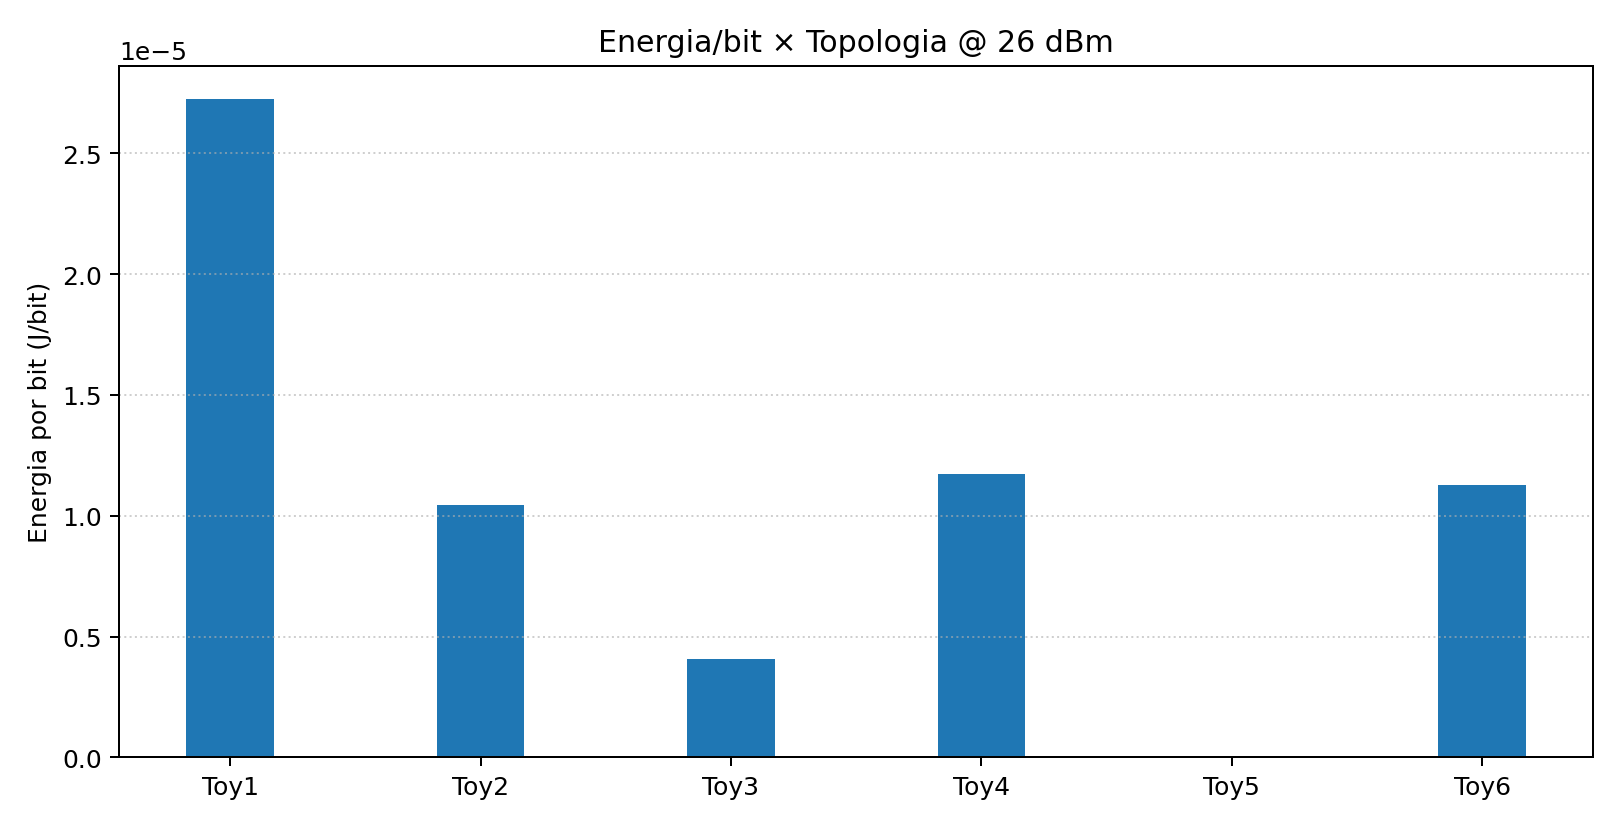 Energia/bit × Topologia @ 26 dBm
1e−5
2.5
2.0
1.5
1.0
0.5
0.0
Energia por bit (J/bit)
Toy1 Toy2 Toy3 Toy4 Toy5 Toy6